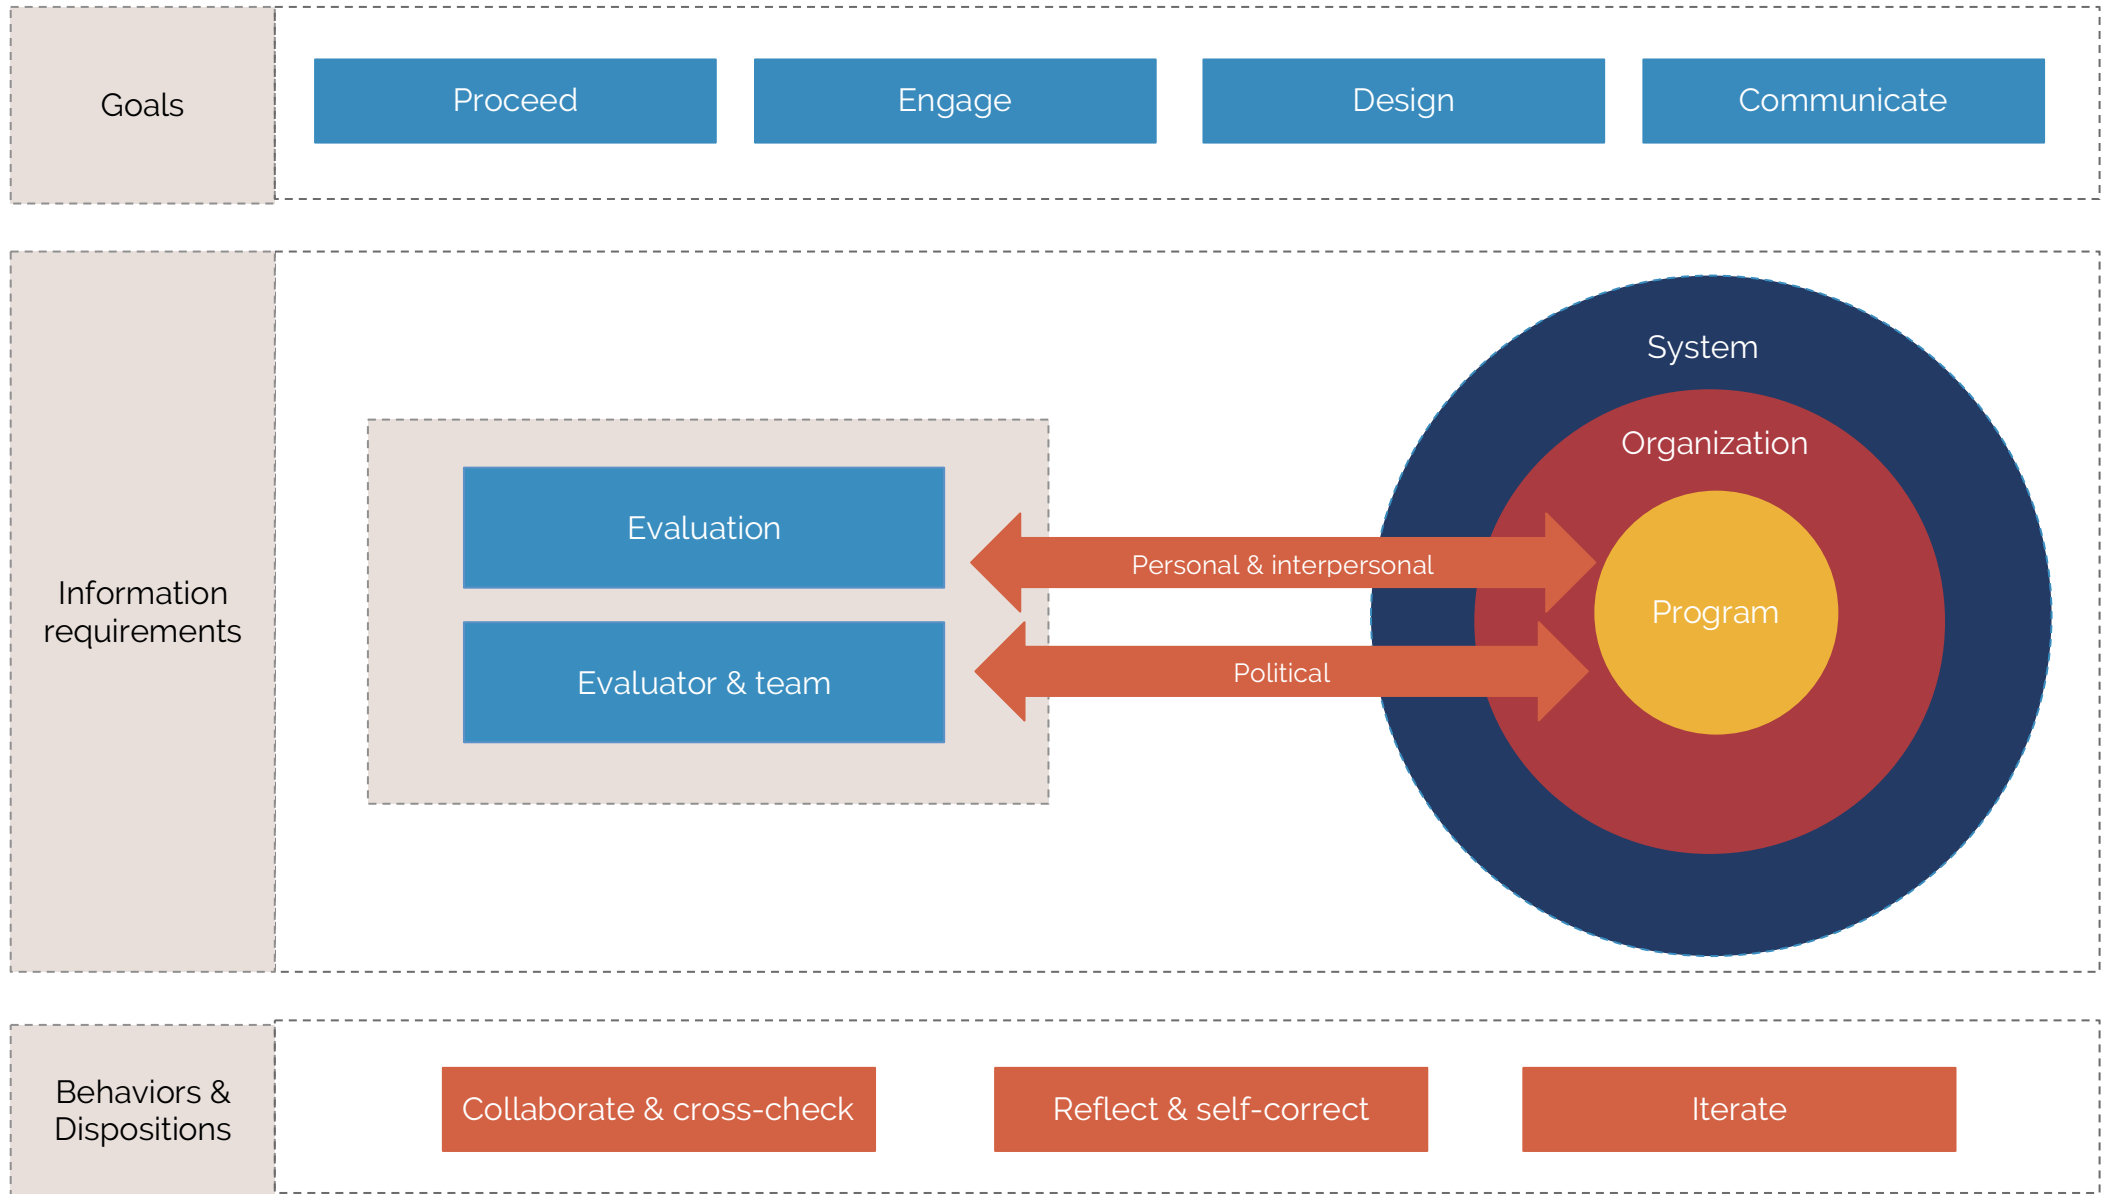 Goals
Proceed
Engage
Design
Communicate
Information
requirements
System
Organization
Evaluation
Personal & interpersonal
Program
Evaluator & team
Political
Behaviors &
Dispositions
Collaborate & cross-check
Reflect & self-correct
Iterate